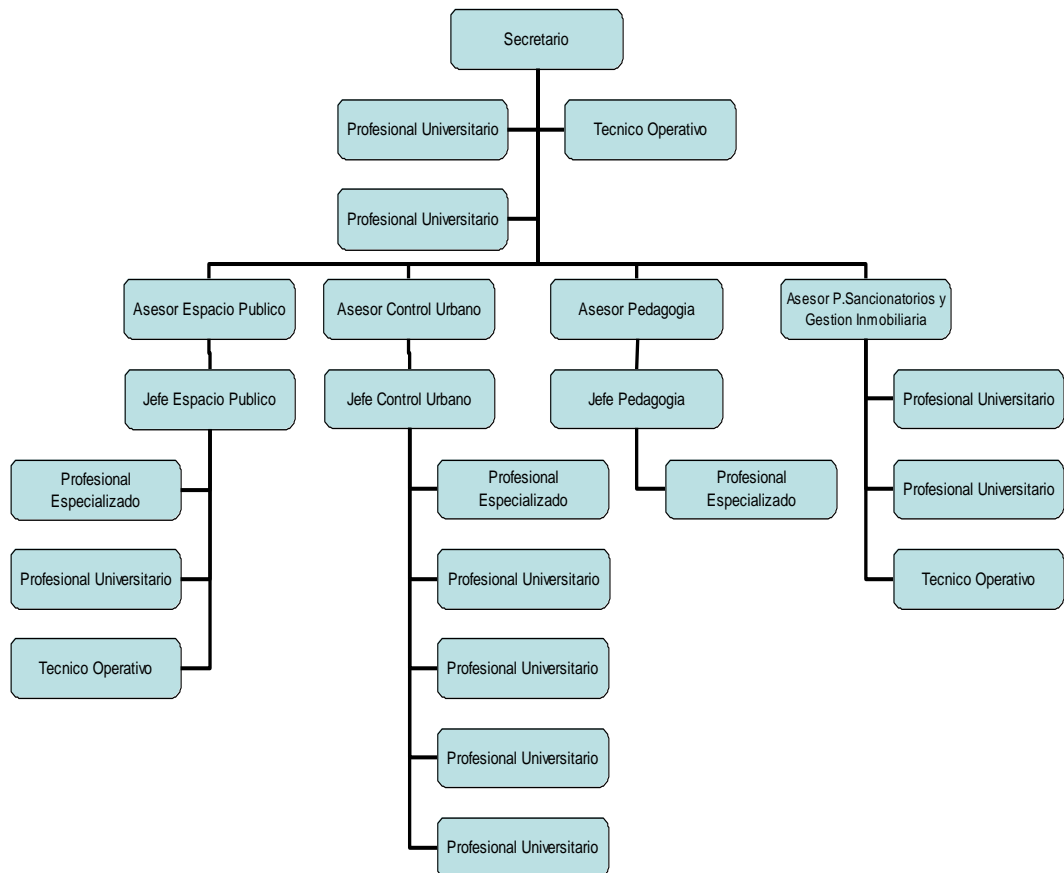 Secretario
Profesional Universitario
Tecnico Operativo
Profesional Universitario
Asesor Espacio Publico
Asesor Control Urbano
Asesor Pedagogia
Asesor P.Sancionatorios y
Gestion Inmobiliaria
Jefe Espacio Publico
Jefe Control Urbano
Jefe Pedagogia
Profesional Universitario
Profesional
Especializado
Profesional
Especializado
Profesional
Especializado
Profesional Universitario
Profesional Universitario
Profesional Universitario
Tecnico Operativo
Tecnico Operativo
Profesional Universitario
Profesional Universitario
Profesional Universitario